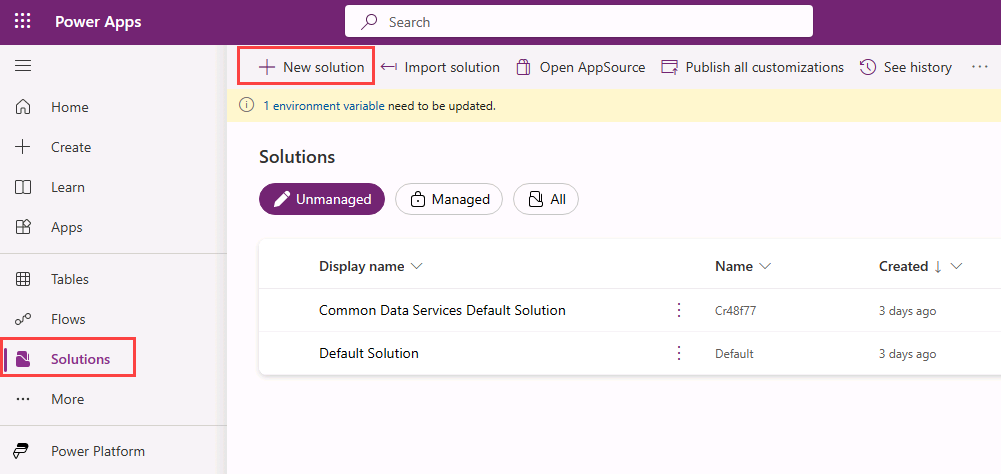 Power Apps
Search
New solution
Import solution
Open AppSource
Publish all customizations
See history
Home
Create
Learn
Apps
Tables
Flows
Solutions
More
Power Platform
1 environment variable need to be updated.
Solutions
Unmanaged
Managed
All
Display name
Name
Created
Common Data Services Default Solution
Cr48f77
3 days ago
Default Solution
Default
3 days ago